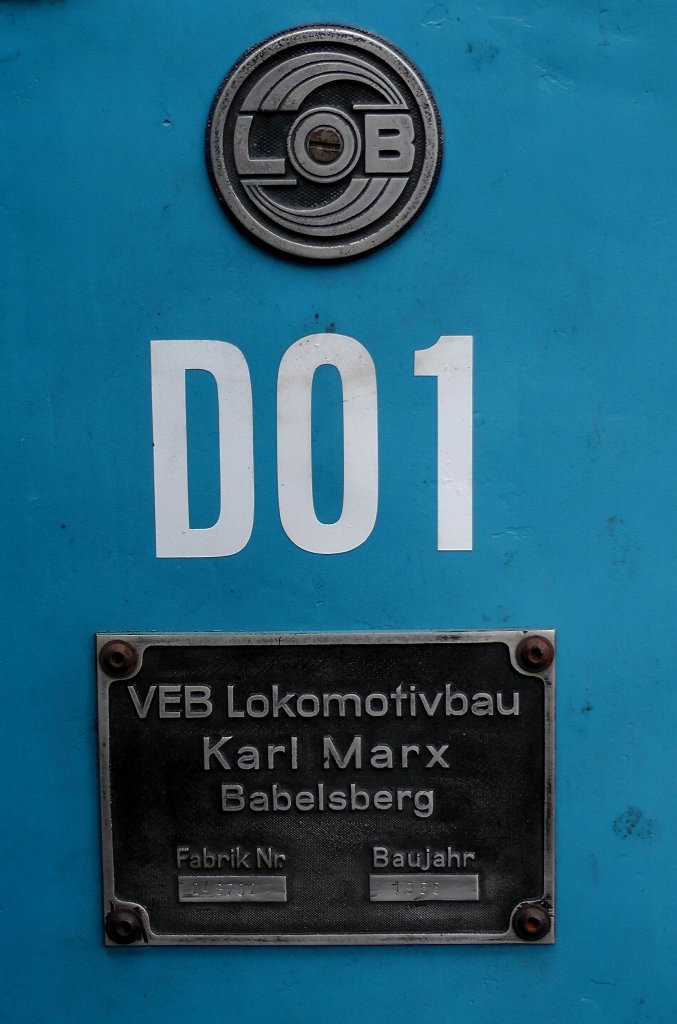 LOB
D01
VEB Lokomotivbau
Karl Marx
Babelsberg
Fabrik Nr. Baujahr